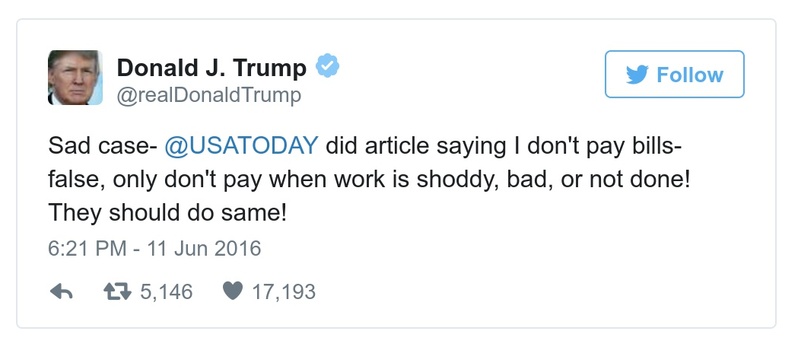 Donald J. Trump
@realDonaldTrump
Follow
Sad case- @USATODAY did article saying I don't pay bills-
false, only don't pay when work is shoddy, bad, or not done!
They should do same!
6:21 PM - 11 Jun 2016
5,146 17,193